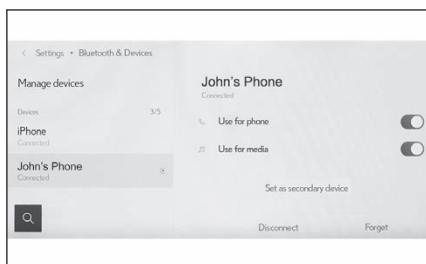 Settings • Bluetooth & Devices
Manage devices
Devices 3/5
iPhone
Connected
John's Phone
Connected
John's Phone
Connected
Use for phone
Use for media
Set as secondary device
Disconnect Forget